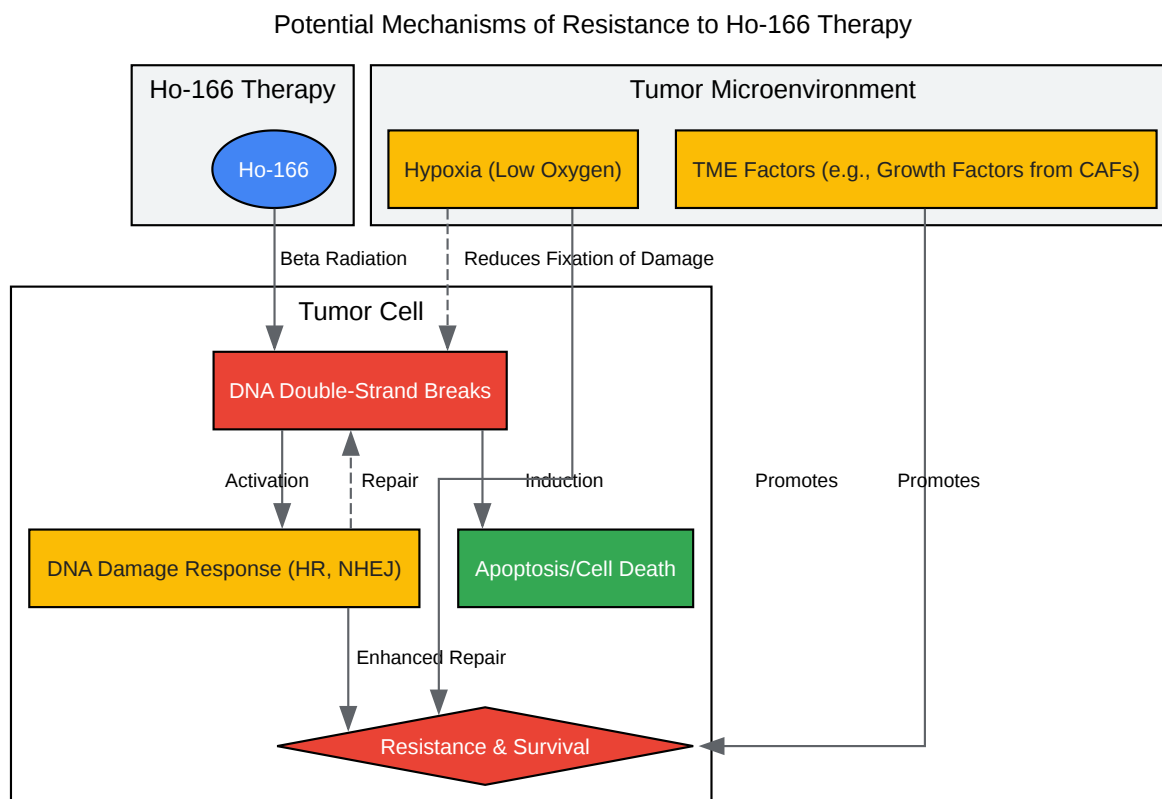 Potential Mechanisms of Resistance to Ho-166 Therapy
Ho-166 Therapy
Tumor Microenvironment
Ho-166
Hypoxia (Low Oxygen)
TME Factors (e.g., Growth Factors from CAFs)
Beta Radiation
Reduces Fixation of Damage
Tumor Cell
DNA Double-Strand Breaks
Activation
Repair
Induction
Promotes
Promotes
DNA Damage Response (HR, NHEJ)
Apoptosis/Cell Death
Enhanced Repair
Resistance & Survival